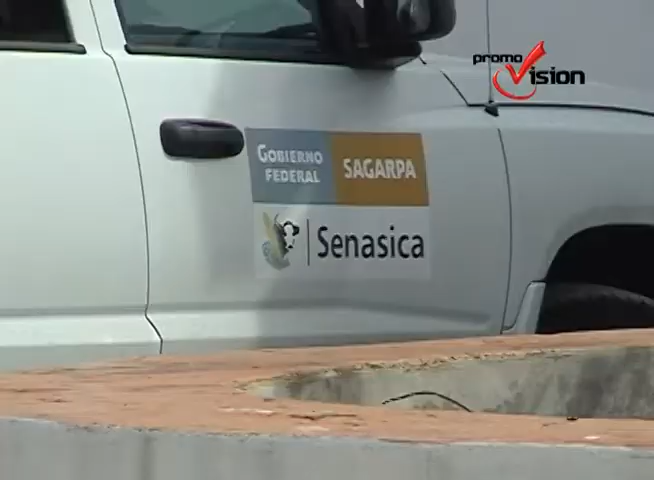 promo
Vision
GOBIERNO
FEDERAL
SAGARPA
Senasica